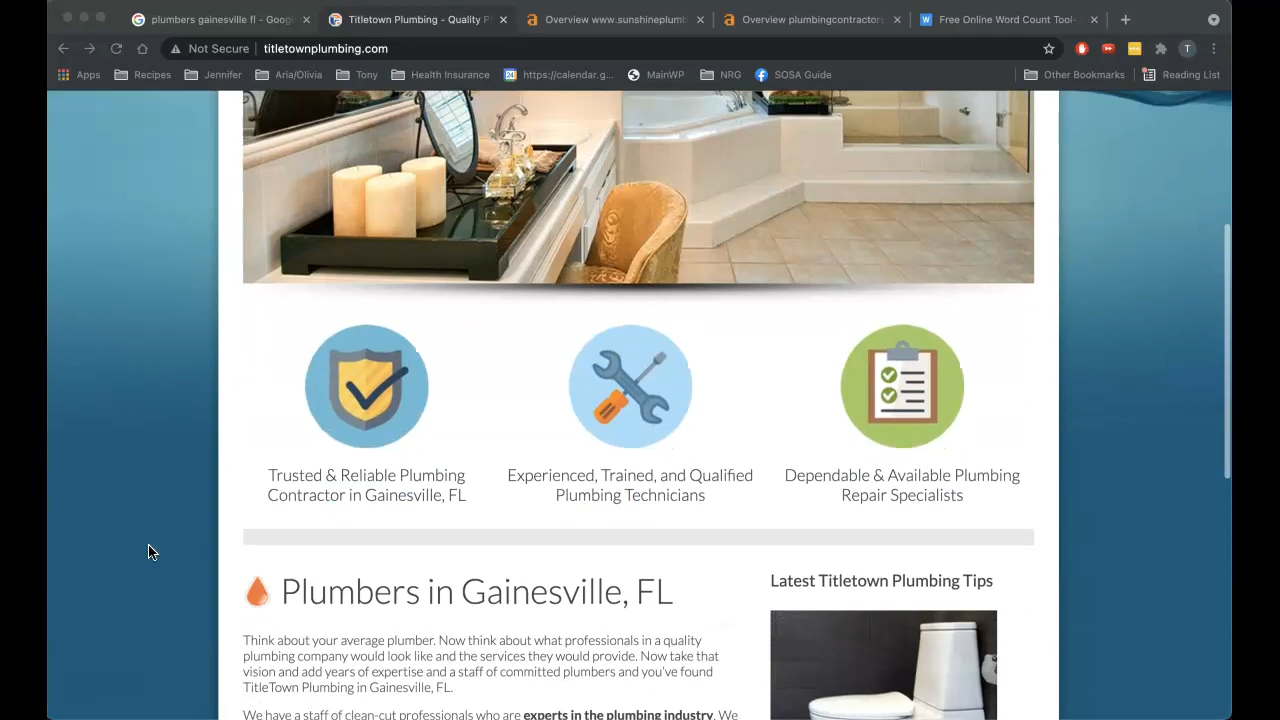 plumbers gainesville fl - Googl
Titletown Plumbing - Quality P
Overview www.sunshineplumb
Overview plumbingcontractors
Free Online Word Count Tool-
Not Secure
titletownplumbing.com
T
Apps
Recipes
Jennifer
Aria/Olivia
Tony
Health Insurance
24
https://calendar.g...
MainWP
NRG
SOSA Guide
Other Bookmarks
Reading List
Trusted & Reliable Plumbing
Contractor in Gainesville, FL
Experienced, Trained, and Qualified
Plumbing Technicians
Dependable & Available Plumbing
Repair Specialists
Plumbers in Gainesville, FL
Think about your average plumber. Now think about what professionals in a quality
plumbing company would look like and the services they would provide. Now take that
vision and add years of expertise and a staff of committed plumbers and you've found
TitleTown Plumbing in Gainesville, FL.
We have a staff of clean-cut professionals who are experts in the plumbing industry. We
Latest Titletown Plumbing Tips